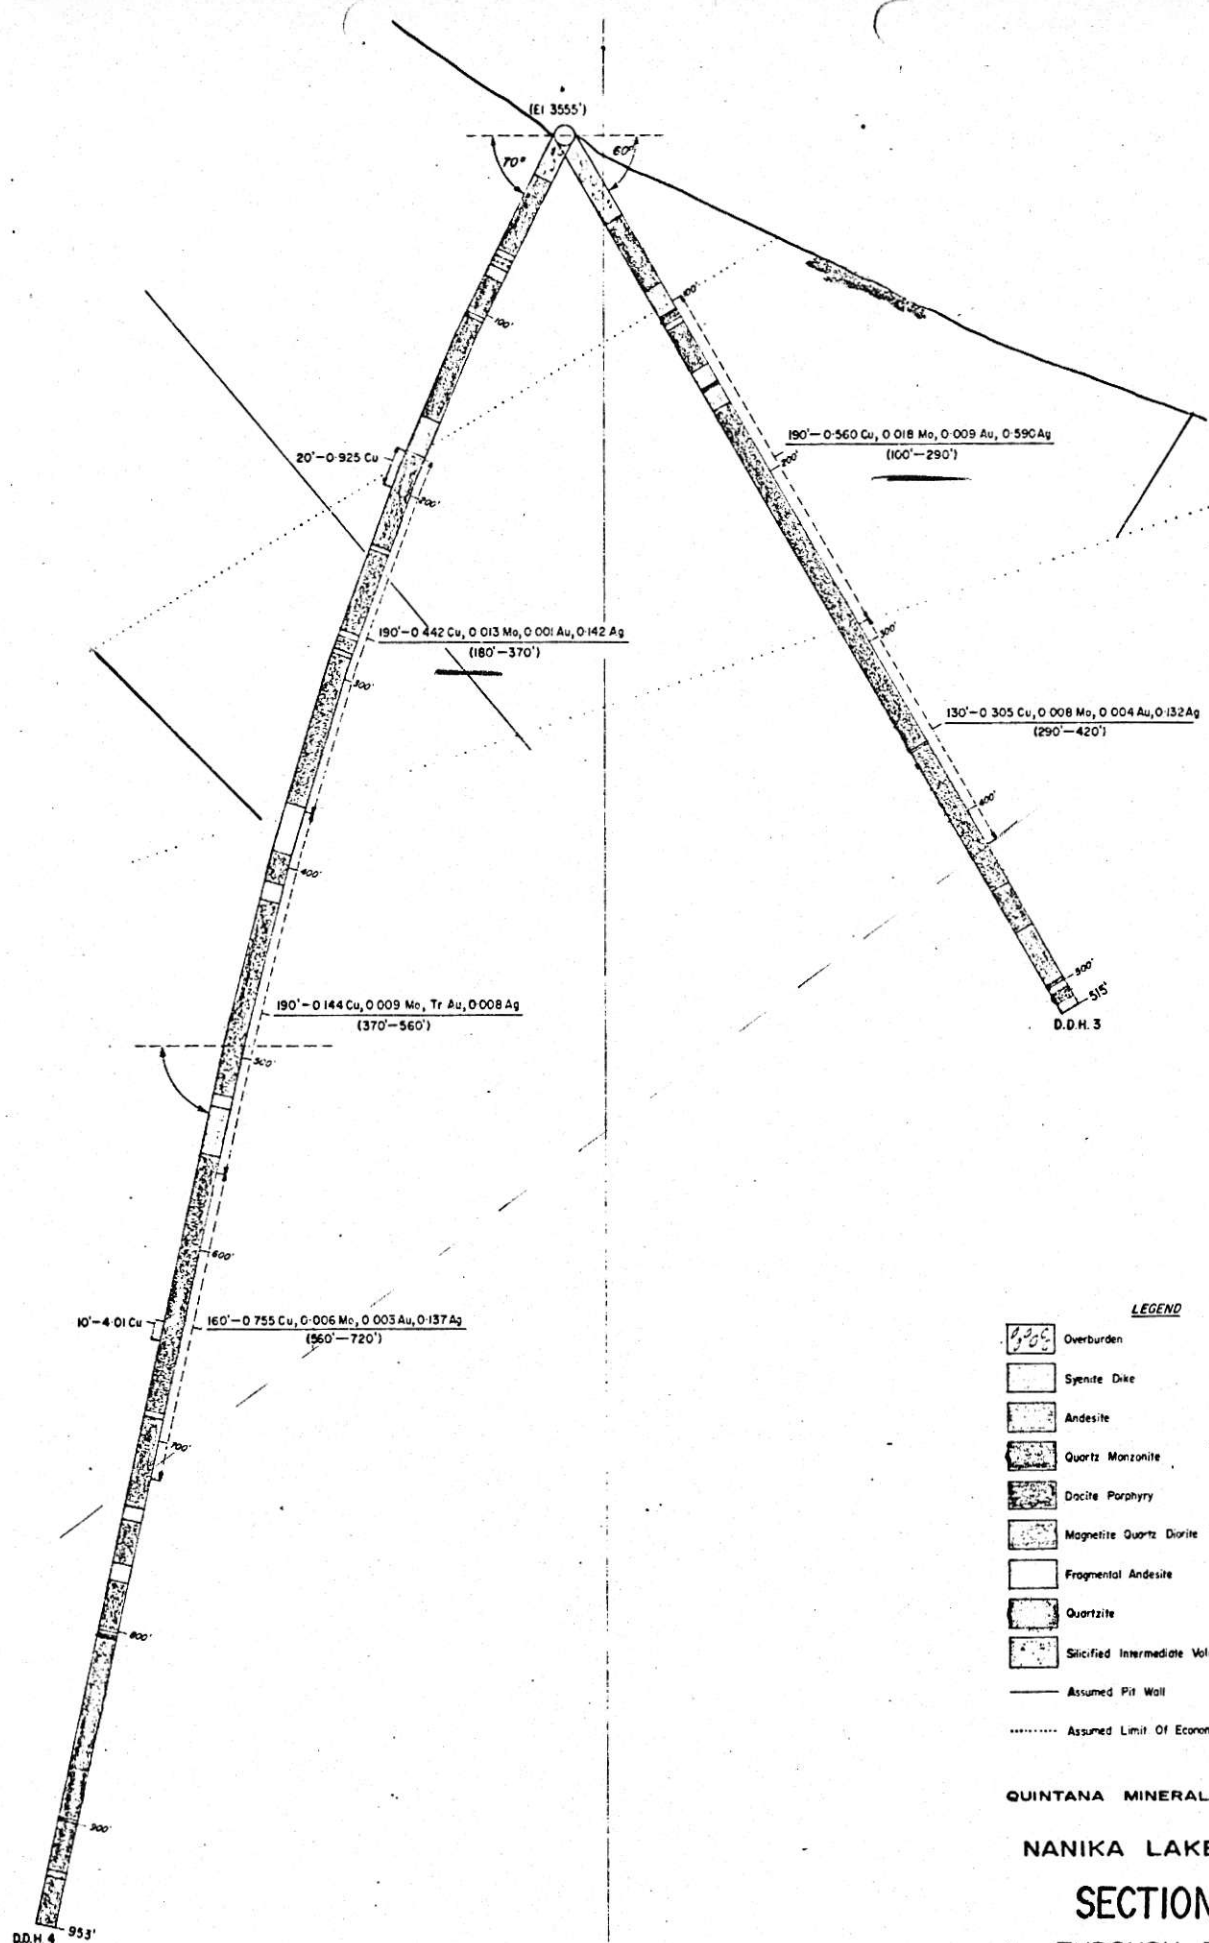 (El 3555')
70°
60°
100'
100'
20'-0·925 Cu
200'
190'-0·560 Cu, 0·018 Mo, 0·009 Au, 0·590 Ag
(100'-290')
200'
190'-0·442 Cu, 0·013 Mo, 0·001 Au, 0·142 Ag
(180'-370')
300'
300'
130'-0·305 Cu, 0·008 Mo, 0·004 Au, 0·132 Ag
(290'-420')
400'
400'
500'
515'
D.D.H. 3
190'-0·144 Cu, 0·009 Mo, Tr Au, 0·008 Ag
(370'-560')
500'
600'
10'-4·01 Cu
160'-0·755 Cu, 0·006 Mo, 0·003 Au, 0·137 Ag
(560'-720')
700'
800'
900'
953'
D.D.H. 4
LEGEND
Overburden
Syenite Dike
Andesite
Quartz Monzonite
Dacite Porphyry
Magnetite Quartz Diorite
Fragmental Andesite
Quartzite
Silicified Intermediate Vol
Assumed Pit Wall
Assumed Limit Of Econom
QUINTANA MINERAL
NANIKA LAKE
SECTION